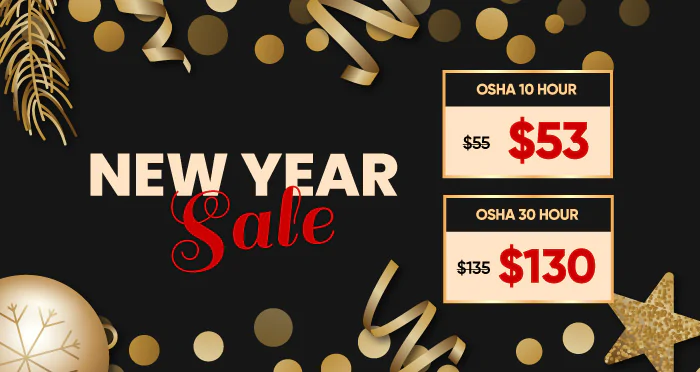 NEW YEAR
Sale
OSHA 10 HOUR
$55 $53
OSHA 30 HOUR
$135 $130